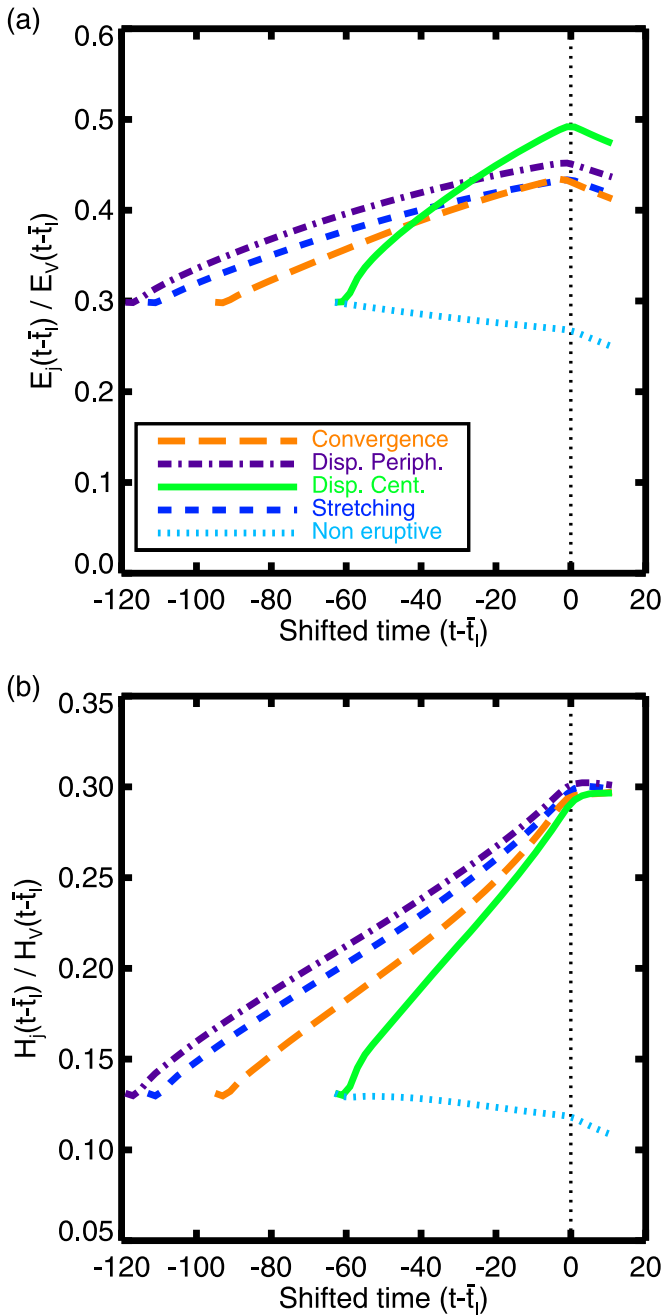 (a)
0.6
0.5
0.4
0.3
0.2
0.1
0.0
E_j(t-t̄_l) / E_V(t-t̄_l)
Convergence
Disp. Periph.
Disp. Cent.
Stretching
Non eruptive
-120 -100 -80 -60 -40 -20 0 20
Shifted time (t-t̄_l)
(b)
0.35
0.30
0.25
0.20
0.15
0.10
0.05
H_j(t-t̄_l) / H_V(t-t̄_l)
-120 -100 -80 -60 -40 -20 0 20
Shifted time (t-t̄_l)